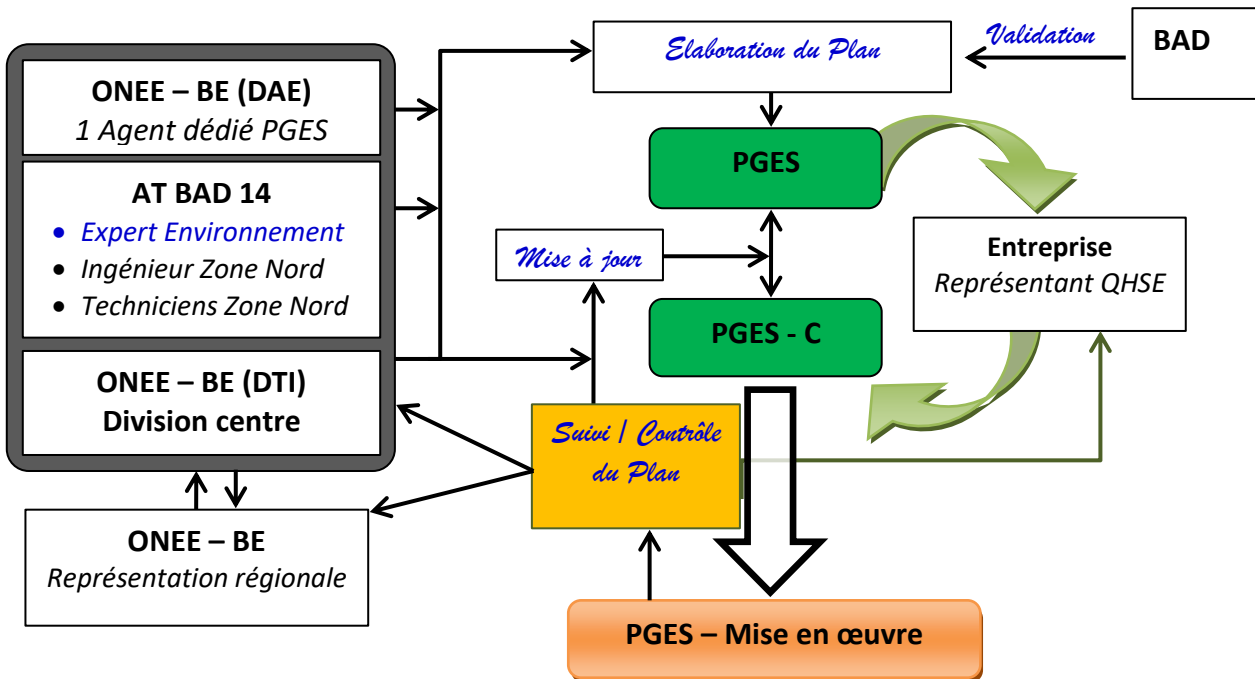 ONEE – BE (DAE)
1 Agent dédié PGES
AT BAD 14
• Expert Environnement
• Ingénieur Zone Nord
• Techniciens Zone Nord
ONEE – BE (DTI)
Division centre
ONEE – BE
Représentation régionale
Elaboration du Plan
Validation
BAD
PGES
Mise à jour
PGES - C
Entreprise
Représentant QHSE
Suivi / Contrôle
du Plan
PGES – Mise en œuvre